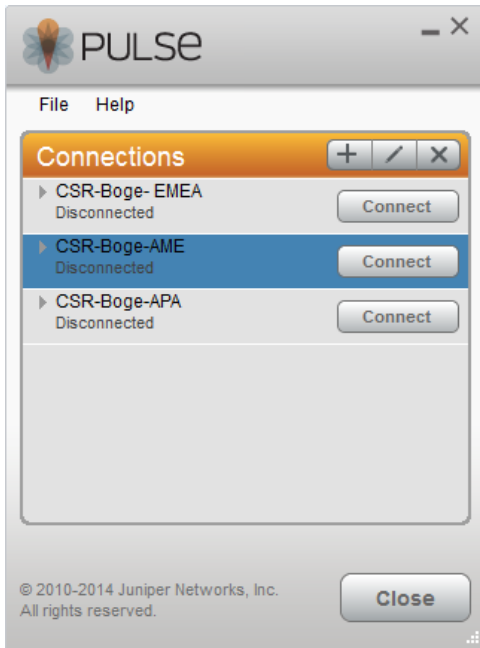 PULSE
File Help
Connections
CSR-Boge- EMEA
Disconnected
Connect
CSR-Boge-AME
Disconnected
Connect
CSR-Boge-APA
Disconnected
Connect
© 2010-2014 Juniper Networks, Inc.
All rights reserved.
Close